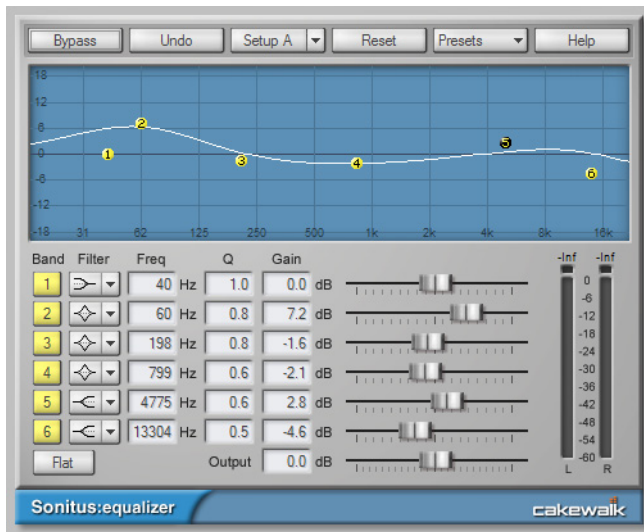 Bypass Undo Setup A Reset Presets Help
18
12
6
0
-6
-12
-18 31 62 125 250 500 1k 2k 4k 8k 16k
1 2 3 4 5 6
Band Filter Freq Q Gain
1 40 Hz 1.0 0.0 dB
2 60 Hz 0.8 7.2 dB
3 198 Hz 0.8 -1.6 dB
4 799 Hz 0.6 -2.1 dB
5 4775 Hz 0.6 2.8 dB
6 13304 Hz 0.5 -4.6 dB
Flat Output 0.0 dB
-Inf -Inf
0
-6
-12
-18
-24
-30
-36
-42
-48
-54
-60
L R
Sonitus:equalizer cakewalk